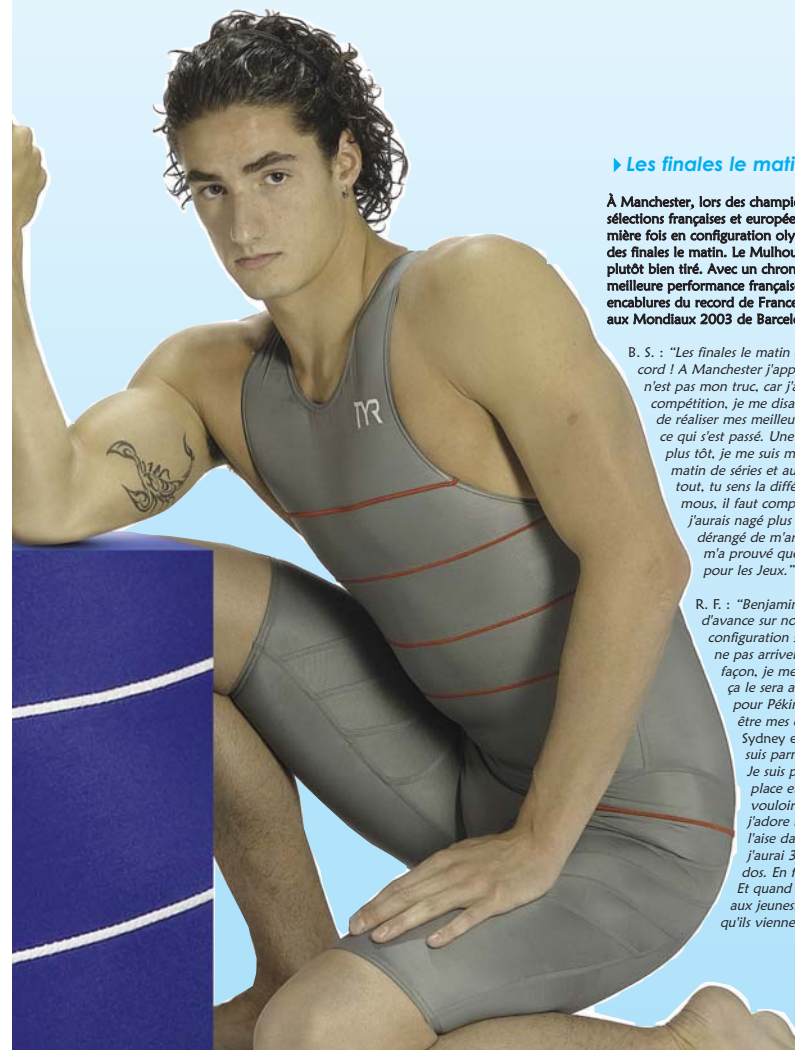 TYR
Les finales le mati
À Manchester, lors des champi
sélections françaises et europée
mière fois en configuration oly
des finales le matin. Le Mulhou
plutôt bien tiré. Avec un chron
meilleure performance français
encablures du record de France
aux Mondiaux 2003 de Barcel
B. S. : “Les finales le matin
cord ! A Manchester j'app
n'est pas mon truc, car j'a
compétition, je me disa
de réaliser mes meilleu
ce qui s'est passé. Une
plus tôt, je me suis m
matin de séries et au
tout, tu sens la diffé
mous, il faut comp
j'aurais nagé plus
dérangé de m'ar
m'a prouvé que
pour les Jeux.”
R. F. : “Benjamin
d'avance sur no
configuration
ne pas arrive
façon, je me
ça le sera a
pour Péki
être mes
Sydney e
suis parr
Je suis p
place e
vouloir
j'adore
l'aise da
j'aurai 3
dos. En f
Et quand
aux jeunes
qu'ils vienne